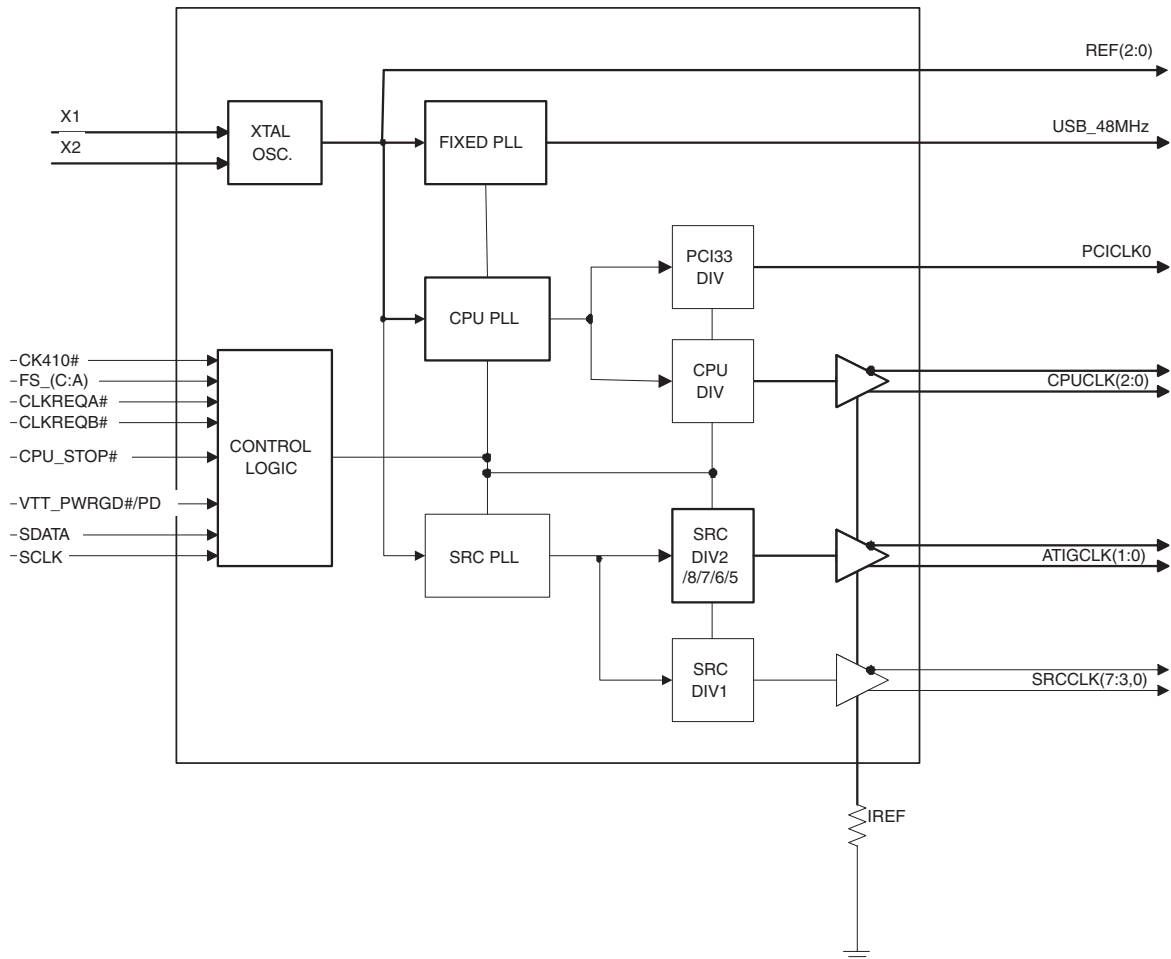 REF(2:0)
X1
XTAL
OSC.
FIXED PLL
USB_48MHz
X2
PCI33
DIV
PCICLK0
CPU PLL
CK410#
FS_(C:A)
CLKREQA#
CLKREQB#
CPU_STOP#
VTT_PWRGD#/PD
SDATA
SCLK
CONTROL
LOGIC
CPU
DIV
CPUCLK(2:0)
SRC PLL
SRC
DIV2
/8/7/6/5
ATIGCLK(1:0)
SRC
DIV1
SRCCLK(7:3,0)
IREF